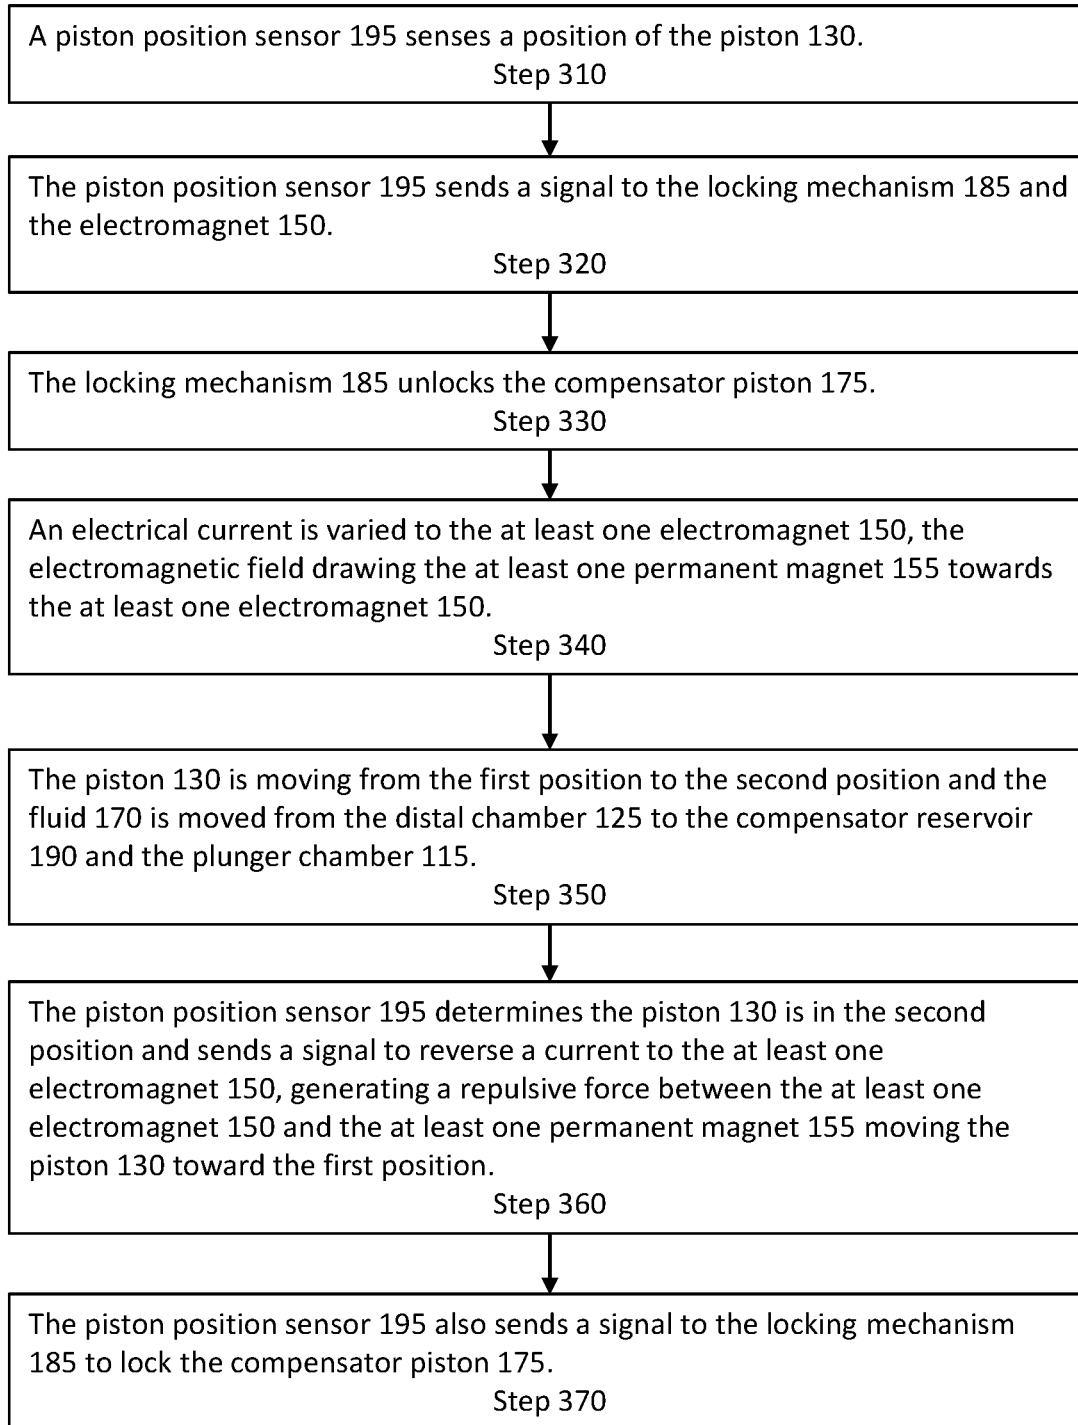 A piston position sensor 195 senses a position of the piston 130.
Step 310
The piston position sensor 195 sends a signal to the locking mechanism 185 and
the electromagnet 150.
Step 320
The locking mechanism 185 unlocks the compensator piston 175.
Step 330
An electrical current is varied to the at least one electromagnet 150, the
electromagnetic field drawing the at least one permanent magnet 155 towards
the at least one electromagnet 150.
Step 340
The piston 130 is moving from the first position to the second position and the
fluid 170 is moved from the distal chamber 125 to the compensator reservoir
190 and the plunger chamber 115.
Step 350
The piston position sensor 195 determines the piston 130 is in the second
position and sends a signal to reverse a current to the at least one
electromagnet 150, generating a repulsive force between the at least one
electromagnet 150 and the at least one permanent magnet 155 moving the
piston 130 toward the first position.
Step 360
The piston position sensor 195 also sends a signal to the locking mechanism
185 to lock the compensator piston 175.
Step 370